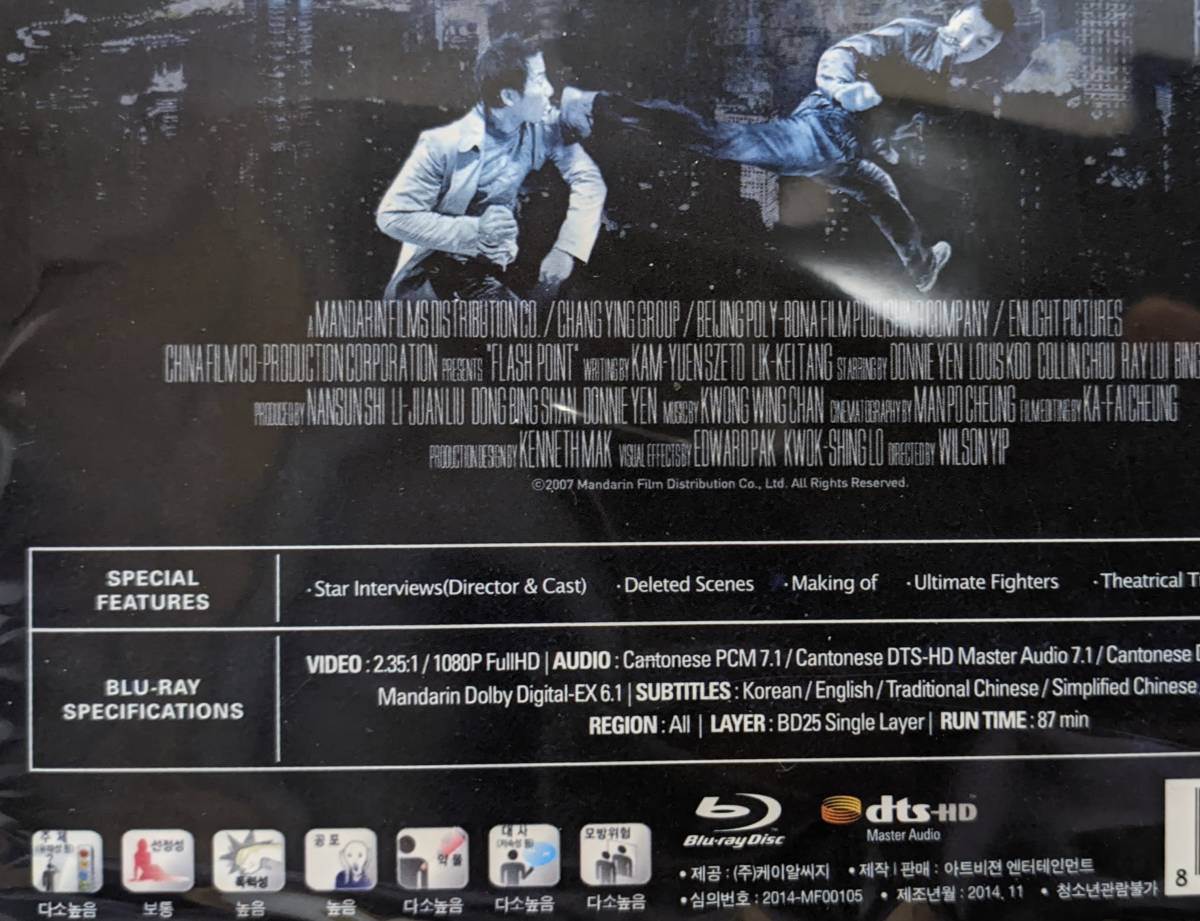 A MANDARIN FILMS DISTRIBUTION CO. / CHANG YING GROUP / BEIJING POLY-BONA FILM PUBLISHING COMPANY / ENLIGHT PICTURES
CHINA FILM CO-PRODUCTION CORPORATION PRESENTS "FLASH POINT" WRITING BY KAM-YUEN SZETO LIK-KEI TANG STARRING BY DONNIE YEN LOUIS KOO COLLIN CHOU RAY LUI BING
PRODUCED BY NANSUN SHI LI-JUAN LIU DONG BING SHAN DONNIE YEN MUSIC BY KWONG WING CHAN CINEMATOGRAPHY BY MAN PO CHEUNG FILM EDITING BY KA-FAI CHEUNG
PRODUCTION DESIGN BY KENNETH MAK VISUAL EFFECTS BY EDWARD PAK KWOK-SHING LO DIRECTED BY WILSON YIP
©2007 Mandarin Film Distribution Co., Ltd. All Rights Reserved.
SPECIAL
FEATURES
·Star Interviews(Director & Cast) ·Deleted Scenes ·Making of ·Ultimate Fighters ·Theatrical
BLU-RAY
SPECIFICATIONS
VIDEO : 2.35:1 / 1080P FullHD | AUDIO : Cantonese PCM 7.1 / Cantonese DTS-HD Master Audio 7.1 / Cantonese
Mandarin Dolby Digital-EX 6.1 | SUBTITLES : Korean / English / Traditional Chinese / Simplified Chinese
REGION : All | LAYER : BD25 Single Layer | RUN TIME : 87 min
주제 선정성 폭력성 공포 약물 대사 모방위험
다소높음 보통 높음 높음 다소높음 다소높음 다소높음
Blu-ray Disc
dts-HD
Master Audio
• 제공 : (주)케이알씨지 • 제작 | 판매 : 아트비젼 엔터테인먼트
• 심의번호 : 2014-MF00105 • 제조년월 : 2014. 11 • 청소년관람불가
8